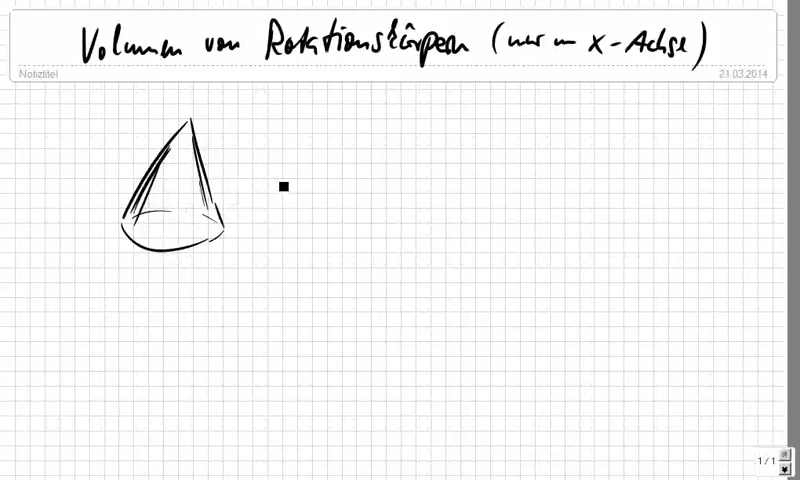 Volumen von Rotationskörpern (nur um x-Achse)
Notiztitel
21.03.2014
1/1